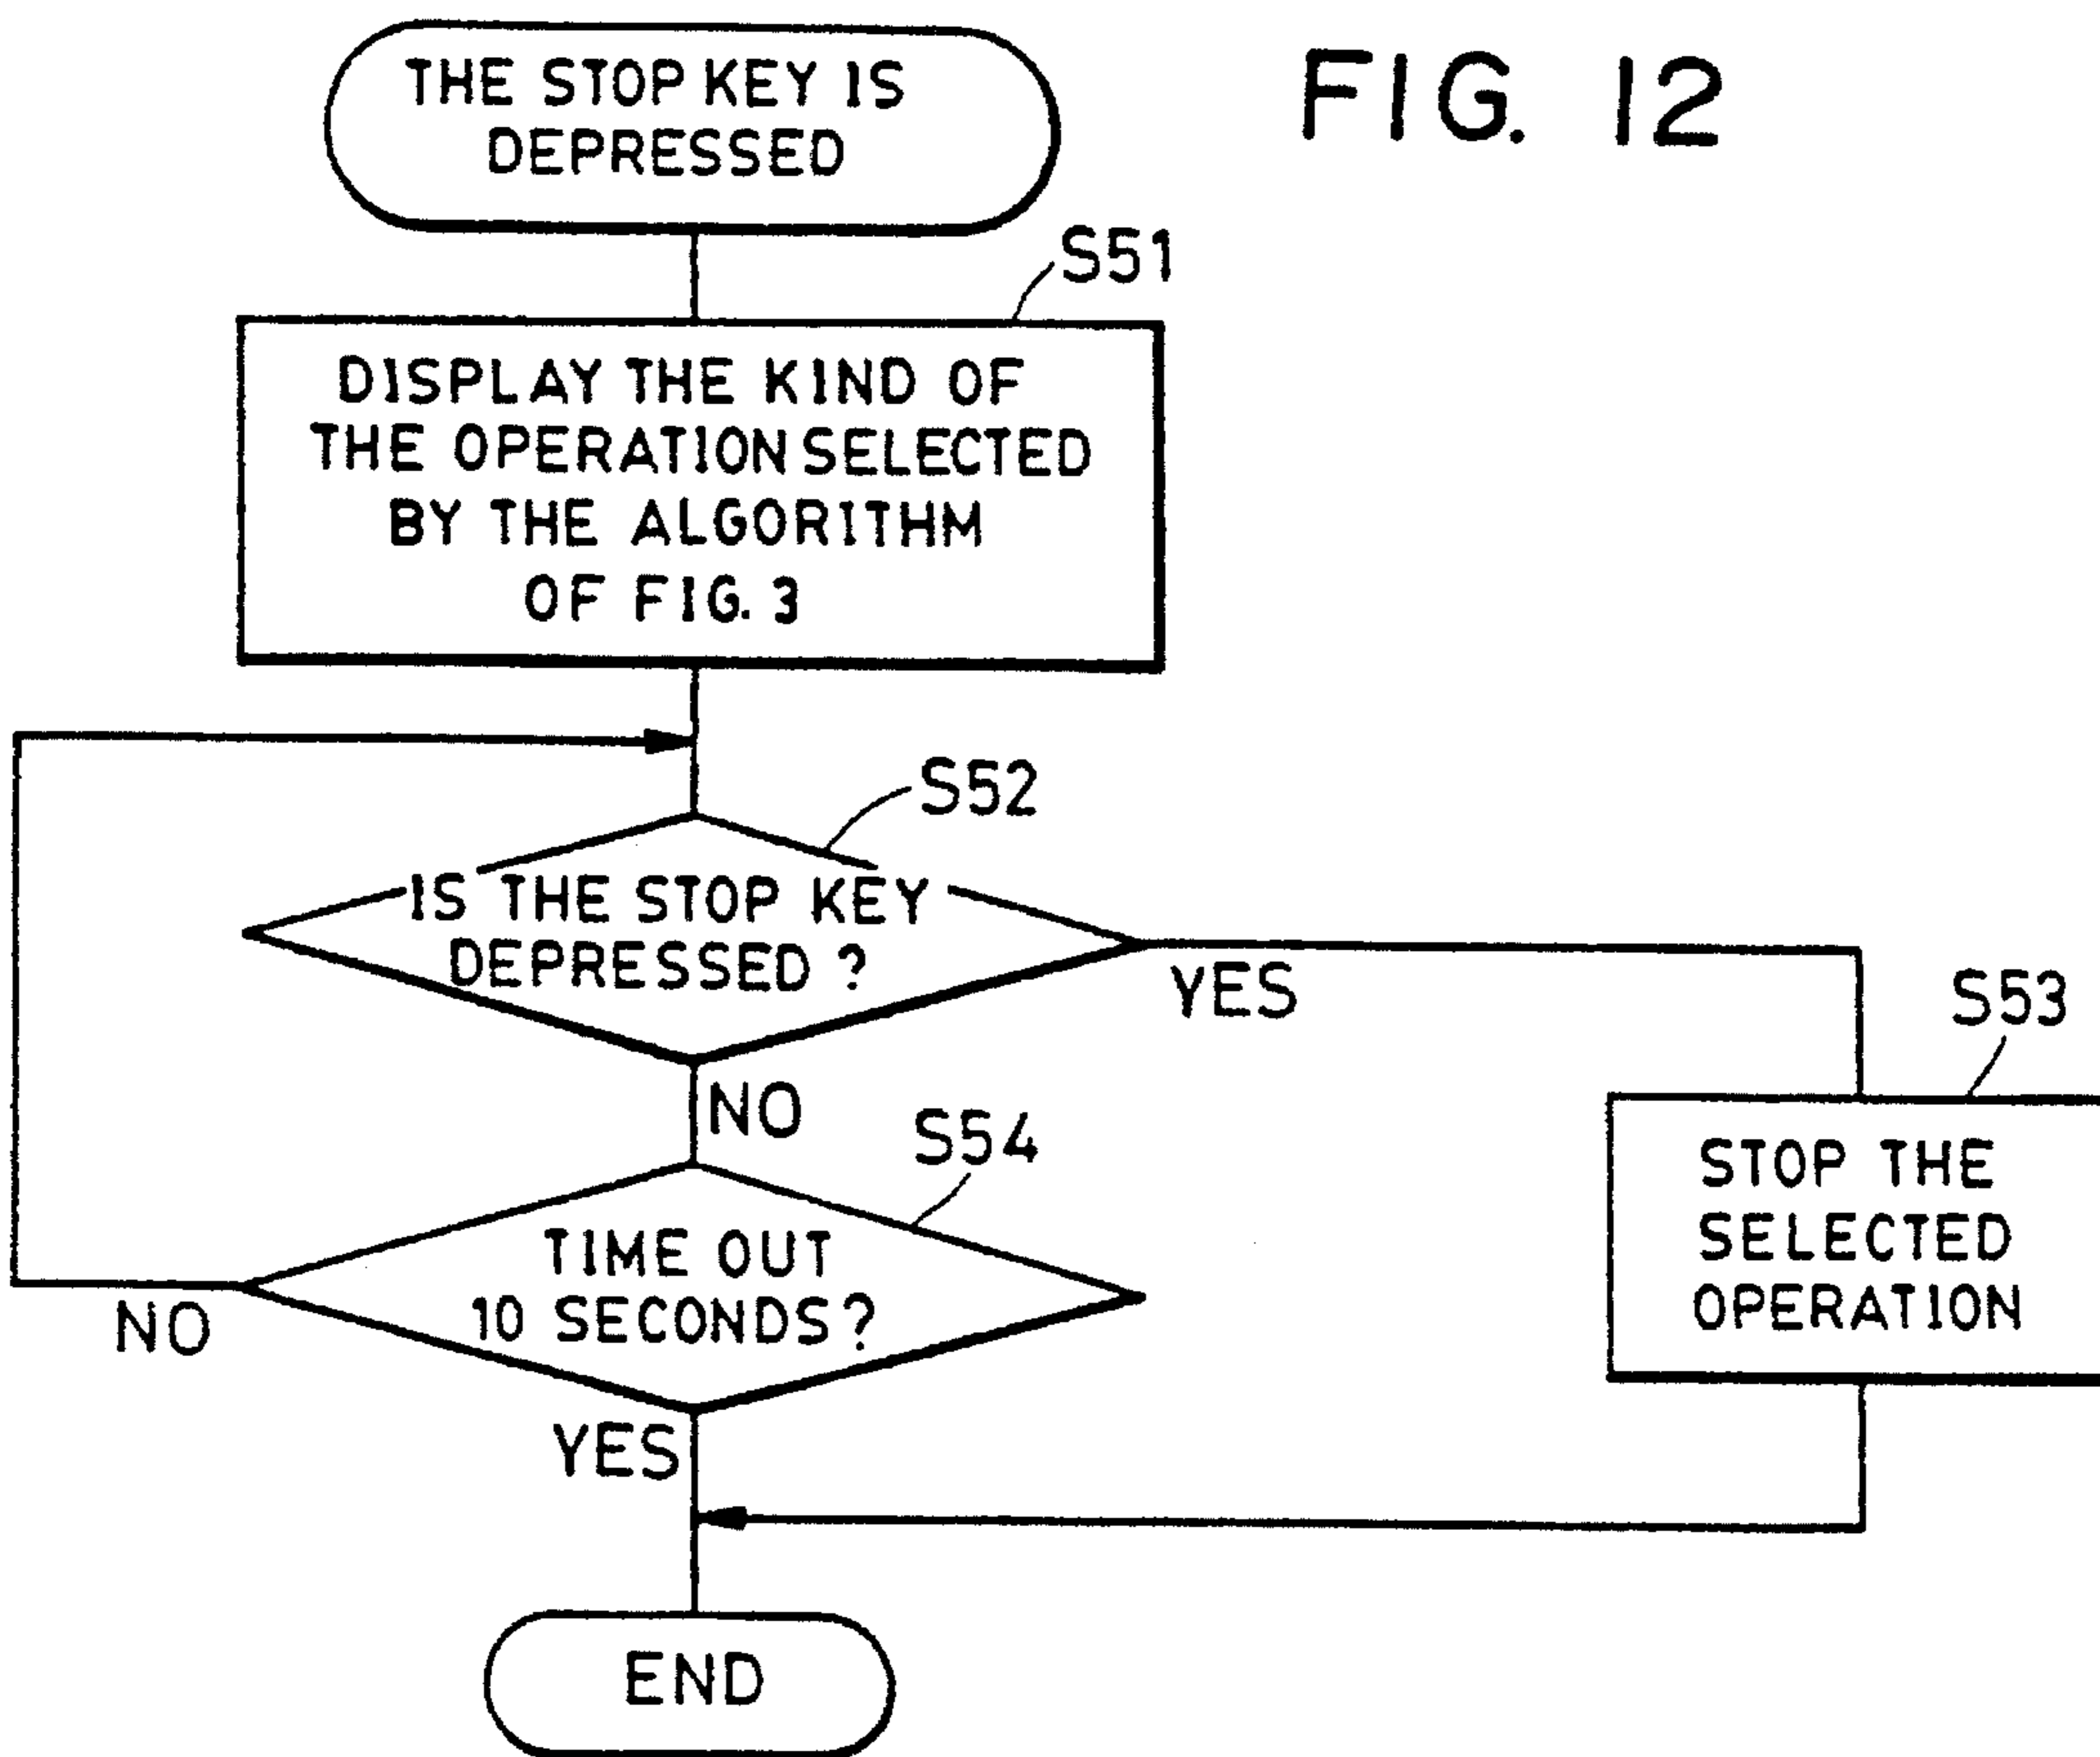 FIG. 12
THE STOP KEY IS
DEPRESSED
S51
DISPLAY THE KIND OF
THE OPERATION SELECTED
BY THE ALGORITHM
OF FIG. 3
S52
IS THE STOP KEY
DEPRESSED ?
YES
NO
S53
STOP THE
SELECTED
OPERATION
S54
TIME OUT
10 SECONDS?
NO
YES
END